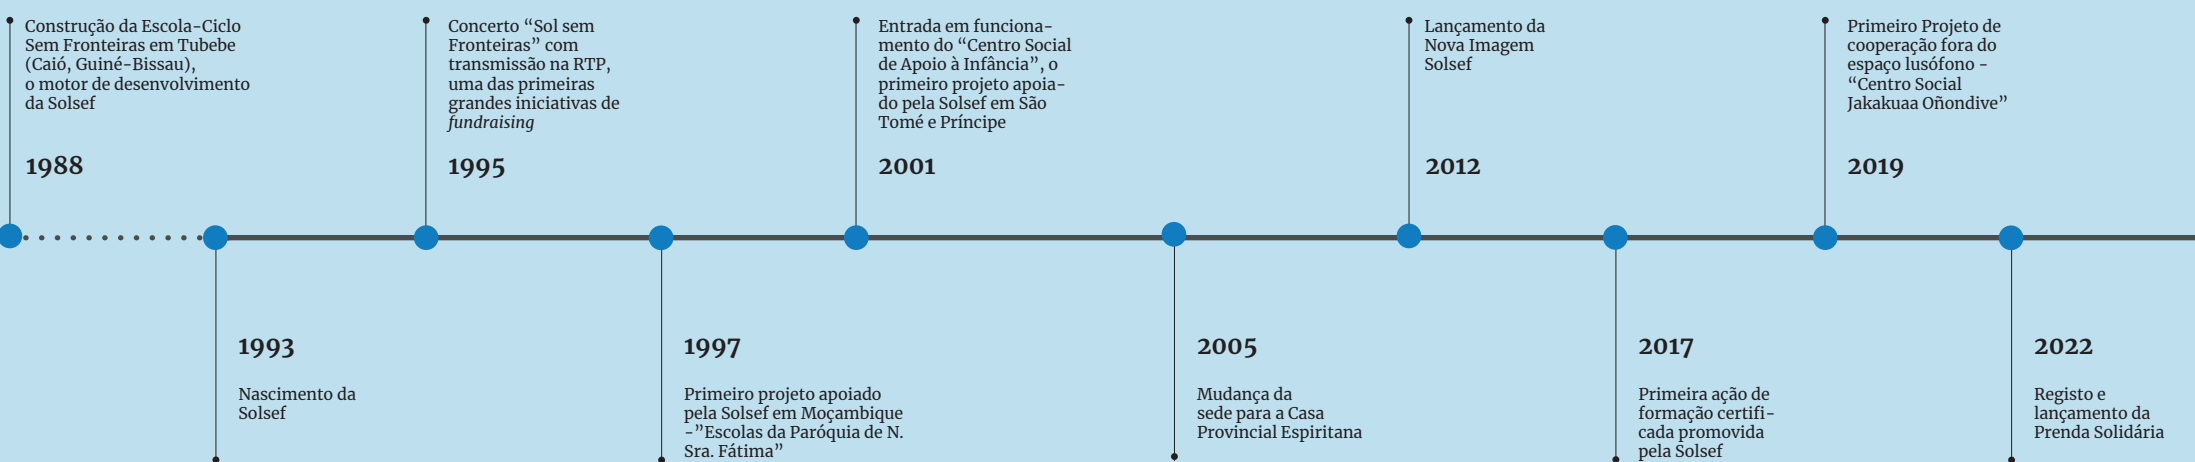 Construção da Escola-Ciclo
Sem Fronteiras em Tubebe
(Caió, Guiné-Bissau),
o motor de desenvolvimento
da Solsef
1988
1993
Nascimento da
Solsef
Concerto “Sol sem
Fronteiras” com
transmissão na RTP,
uma das primeiras
grandes iniciativas de
fundraising
1995
1997
Primeiro projeto apoiado
pela Solsef em Moçambique
-”Escolas da Paróquia de N.
Sra. Fátima”
Entrada em funciona-
mento do “Centro Social
de Apoio à Infância”, o
primeiro projeto apoia-
do pela Solsef em São
Tomé e Príncipe
2001
2005
Mudança da
sede para a Casa
Provincial Espiritana
Lançamento da
Nova Imagem
Solsef
2012
2017
Primeira ação de
formação certifi-
cada promovida
pela Solsef
Primeiro Projeto de
cooperação fora do
espaço lusófono -
“Centro Social
Jakakuaa Oñondive”
2019
2022
Registo e
lançamento da
Prenda Solidária